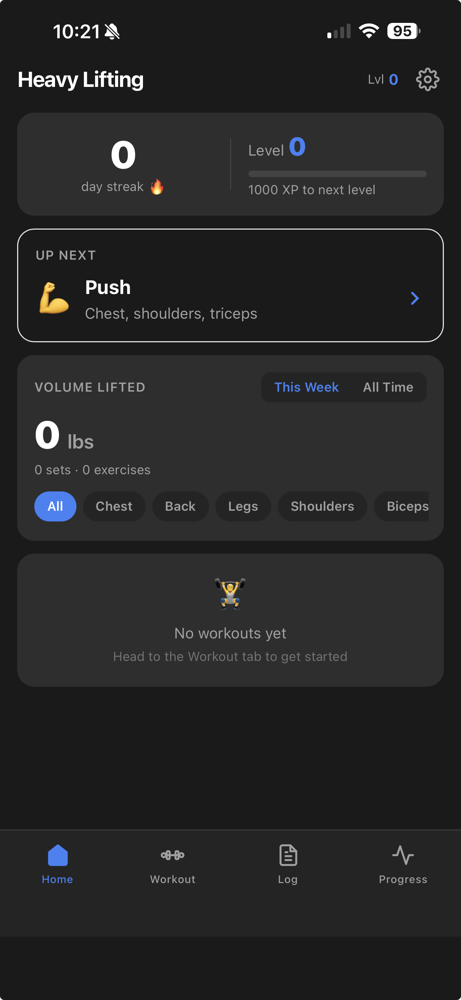 10:21
95
Heavy Lifting
Lvl 0
0
day streak 🔥
Level 0
1000 XP to next level
UP NEXT
Push
Chest, shoulders, triceps
VOLUME LIFTED
This Week
All Time
0 lbs
0 sets · 0 exercises
All
Chest
Back
Legs
Shoulders
Biceps
No workouts yet
Head to the Workout tab to get started
Home
Workout
Log
Progress